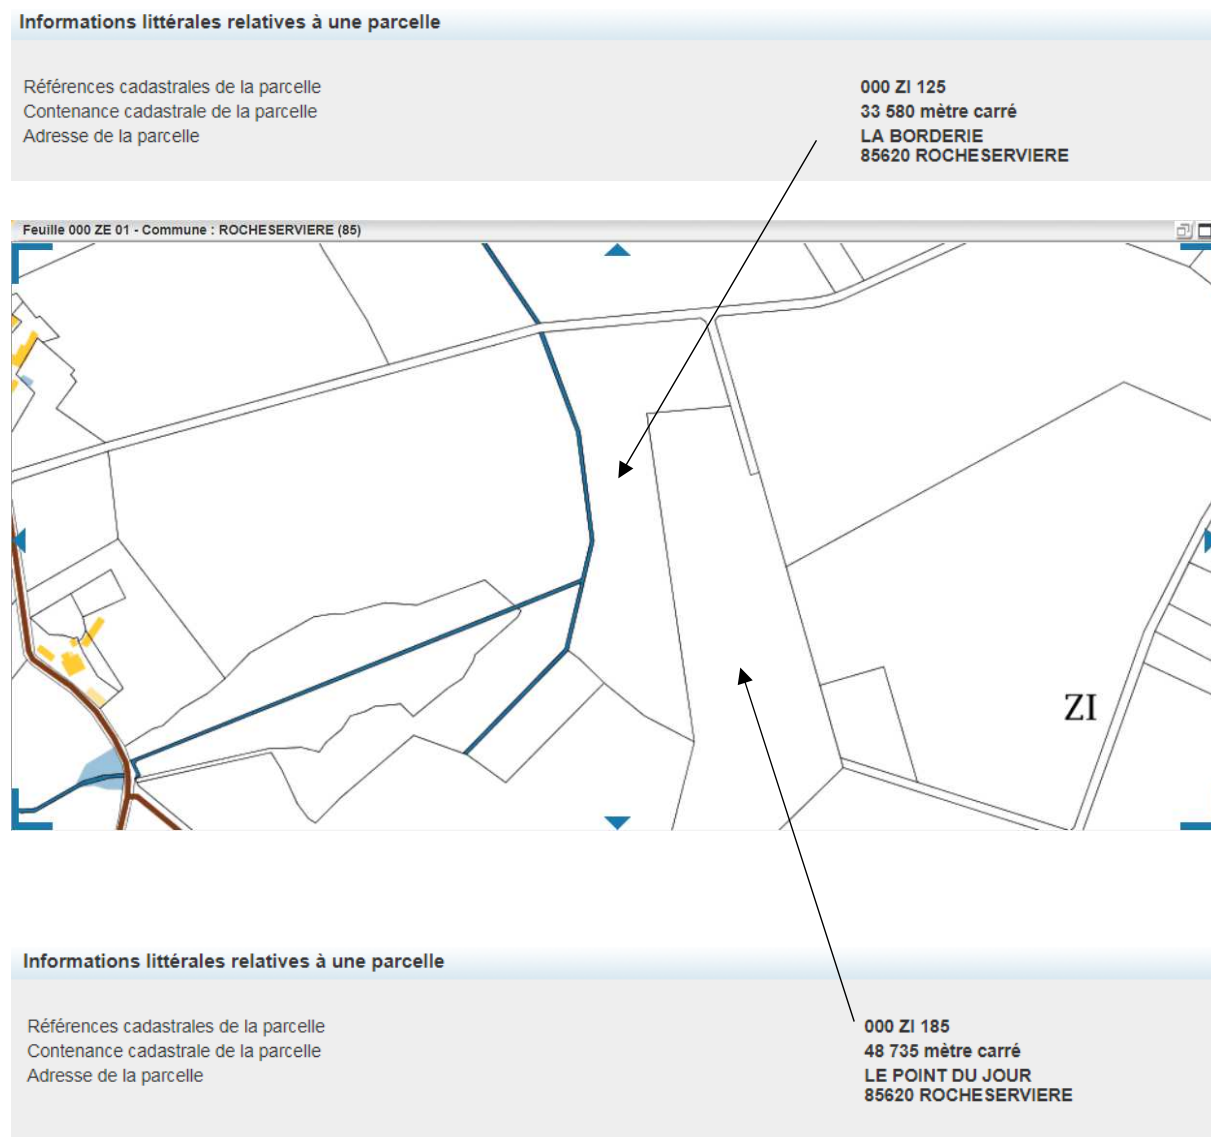 Informations littérales relatives à une parcelle
Références cadastrales de la parcelle 000 ZI 125
Contenance cadastrale de la parcelle 33 580 mètre carré
Adresse de la parcelle LA BORDERIE
85620 ROCHESERVIERE
Feuille 000 ZE 01 - Commune : ROCHESERVIERE (85)
ZI
Informations littérales relatives à une parcelle
Références cadastrales de la parcelle 000 ZI 185
Contenance cadastrale de la parcelle 48 735 mètre carré
Adresse de la parcelle LE POINT DU JOUR
85620 ROCHESERVIERE